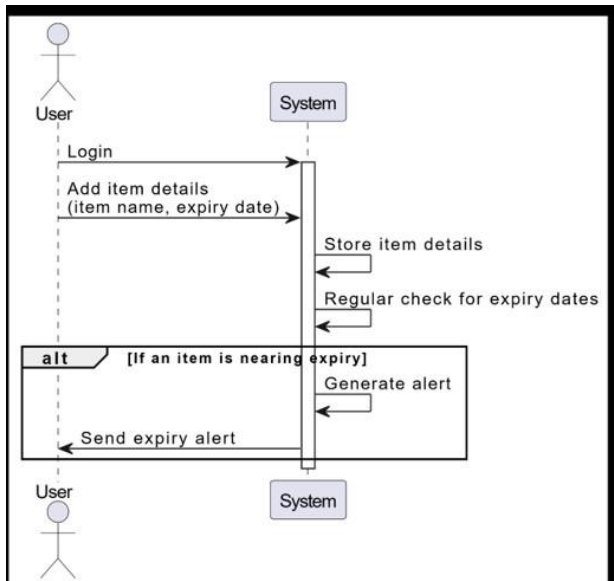 User
System
Login
Add item details
(item name, expiry date)
Store item details
Regular check for expiry dates
alt [If an item is nearing expiry]
Generate alert
Send expiry alert
User
System